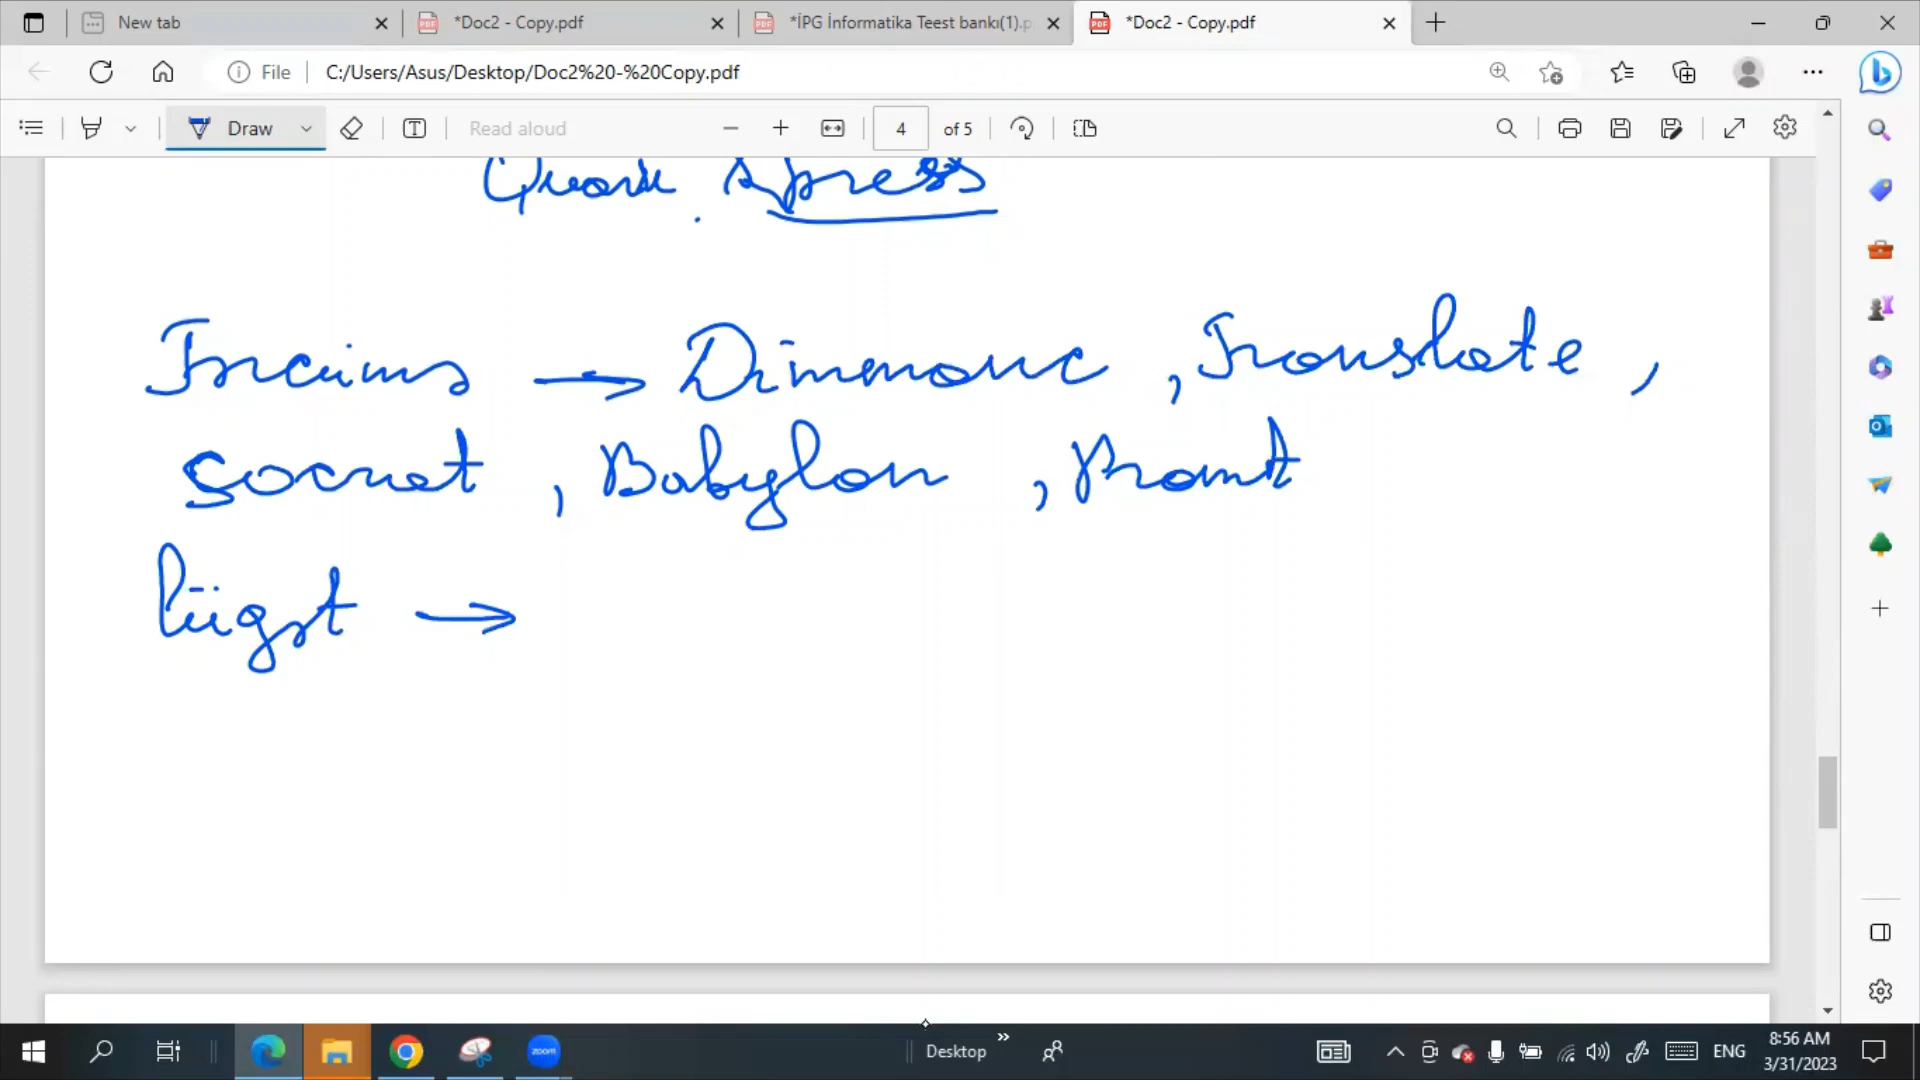 New tab
*Doc2 - Copy.pdf
*İPG İnformatika Teest bankı(1).p
*Doc2 - Copy.pdf
File
C:/Users/Asus/Desktop/Doc2%20-%20Copy.pdf
Draw
Read aloud
4 of 5
Quark Xpress
→ , Translate ,
Socrat , Babylon , Promt
lüğət →
Desktop
zoom
ENG
8:56 AM
3/31/2023